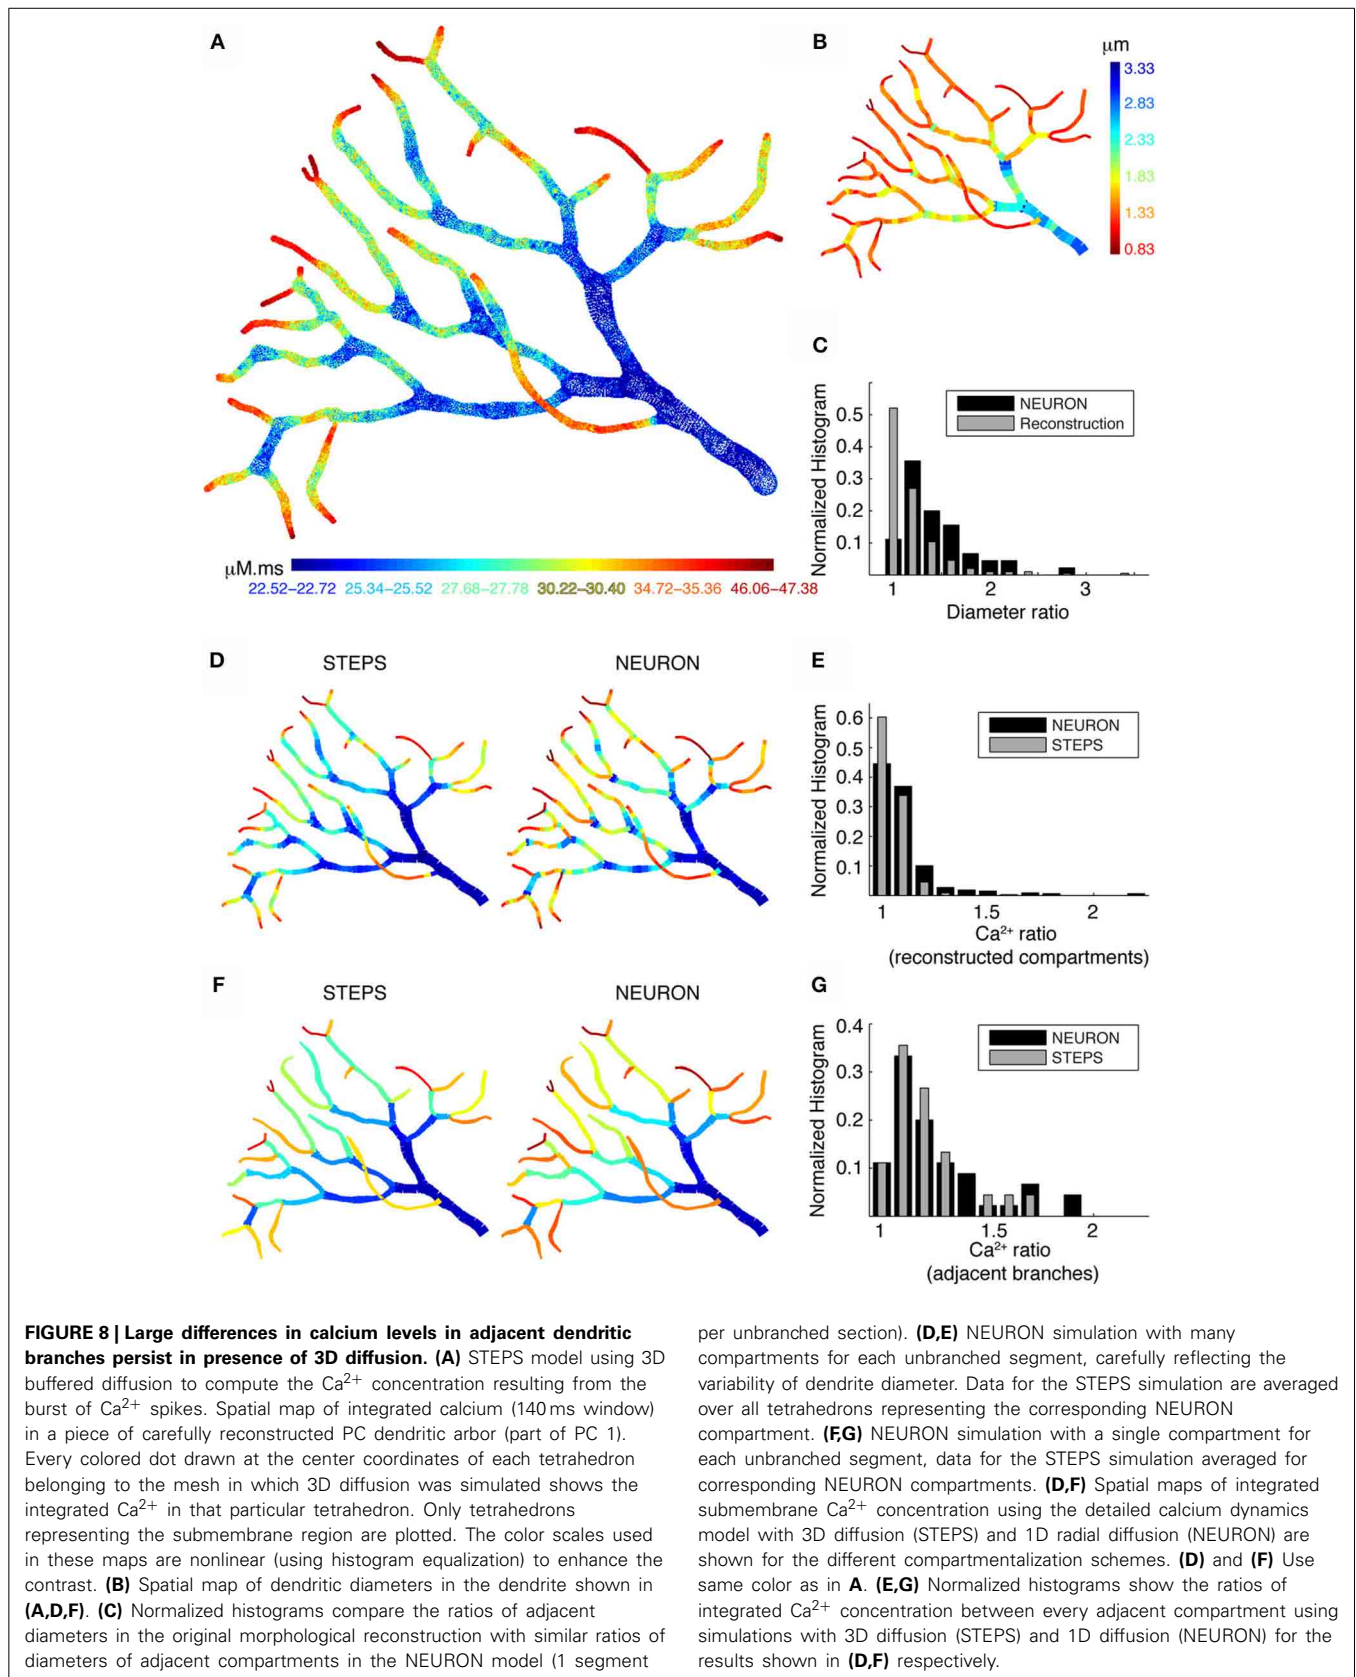 A
B
μm
3.33
2.83
2.33
1.83
1.33
0.83
μM.ms
22.52–22.72 25.34–25.52 27.68–27.78 30.22–30.40 34.72–35.36 46.06–47.38
C
Normalized Histogram
0.5
0.4
0.3
0.2
0.1
NEURON
Reconstruction
1 2 3
Diameter ratio
D
STEPS
NEURON
E
Normalized Histogram
0.6
0.5
0.4
0.3
0.2
0.1
NEURON
STEPS
1 1.5 2
Ca²⁺ ratio
(reconstructed compartments)
F
STEPS
NEURON
G
Normalized Histogram
0.4
0.3
0.2
0.1
NEURON
STEPS
1 1.5 2
Ca²⁺ ratio
(adjacent branches)
FIGURE 8 | Large differences in calcium levels in adjacent dendritic
branches persist in presence of 3D diffusion. (A) STEPS model using 3D
buffered diffusion to compute the Ca²⁺ concentration resulting from the
burst of Ca²⁺ spikes. Spatial map of integrated calcium (140 ms window)
in a piece of carefully reconstructed PC dendritic arbor (part of PC 1).
Every colored dot drawn at the center coordinates of each tetrahedron
belonging to the mesh in which 3D diffusion was simulated shows the
integrated Ca²⁺ in that particular tetrahedron. Only tetrahedrons
representing the submembrane region are plotted. The color scales used
in these maps are nonlinear (using histogram equalization) to enhance the
contrast. (B) Spatial map of dendritic diameters in the dendrite shown in
(A,D,F). (C) Normalized histograms compare the ratios of adjacent
diameters in the original morphological reconstruction with similar ratios of
diameters of adjacent compartments in the NEURON model (1 segment
per unbranched section). (D,E) NEURON simulation with many
compartments for each unbranched segment, carefully reflecting the
variability of dendrite diameter. Data for the STEPS simulation are averaged
over all tetrahedrons representing the corresponding NEURON
compartment. (F,G) NEURON simulation with a single compartment for
each unbranched segment, data for the STEPS simulation averaged for
corresponding NEURON compartments. (D,F) Spatial maps of integrated
submembrane Ca²⁺ concentration using the detailed calcium dynamics
model with 3D diffusion (STEPS) and 1D radial diffusion (NEURON) are
shown for the different compartmentalization schemes. (D) and (F) Use
same color as in A. (E,G) Normalized histograms show the ratios of
integrated Ca²⁺ concentration between every adjacent compartment using
simulations with 3D diffusion (STEPS) and 1D diffusion (NEURON) for the
results shown in (D,F) respectively.